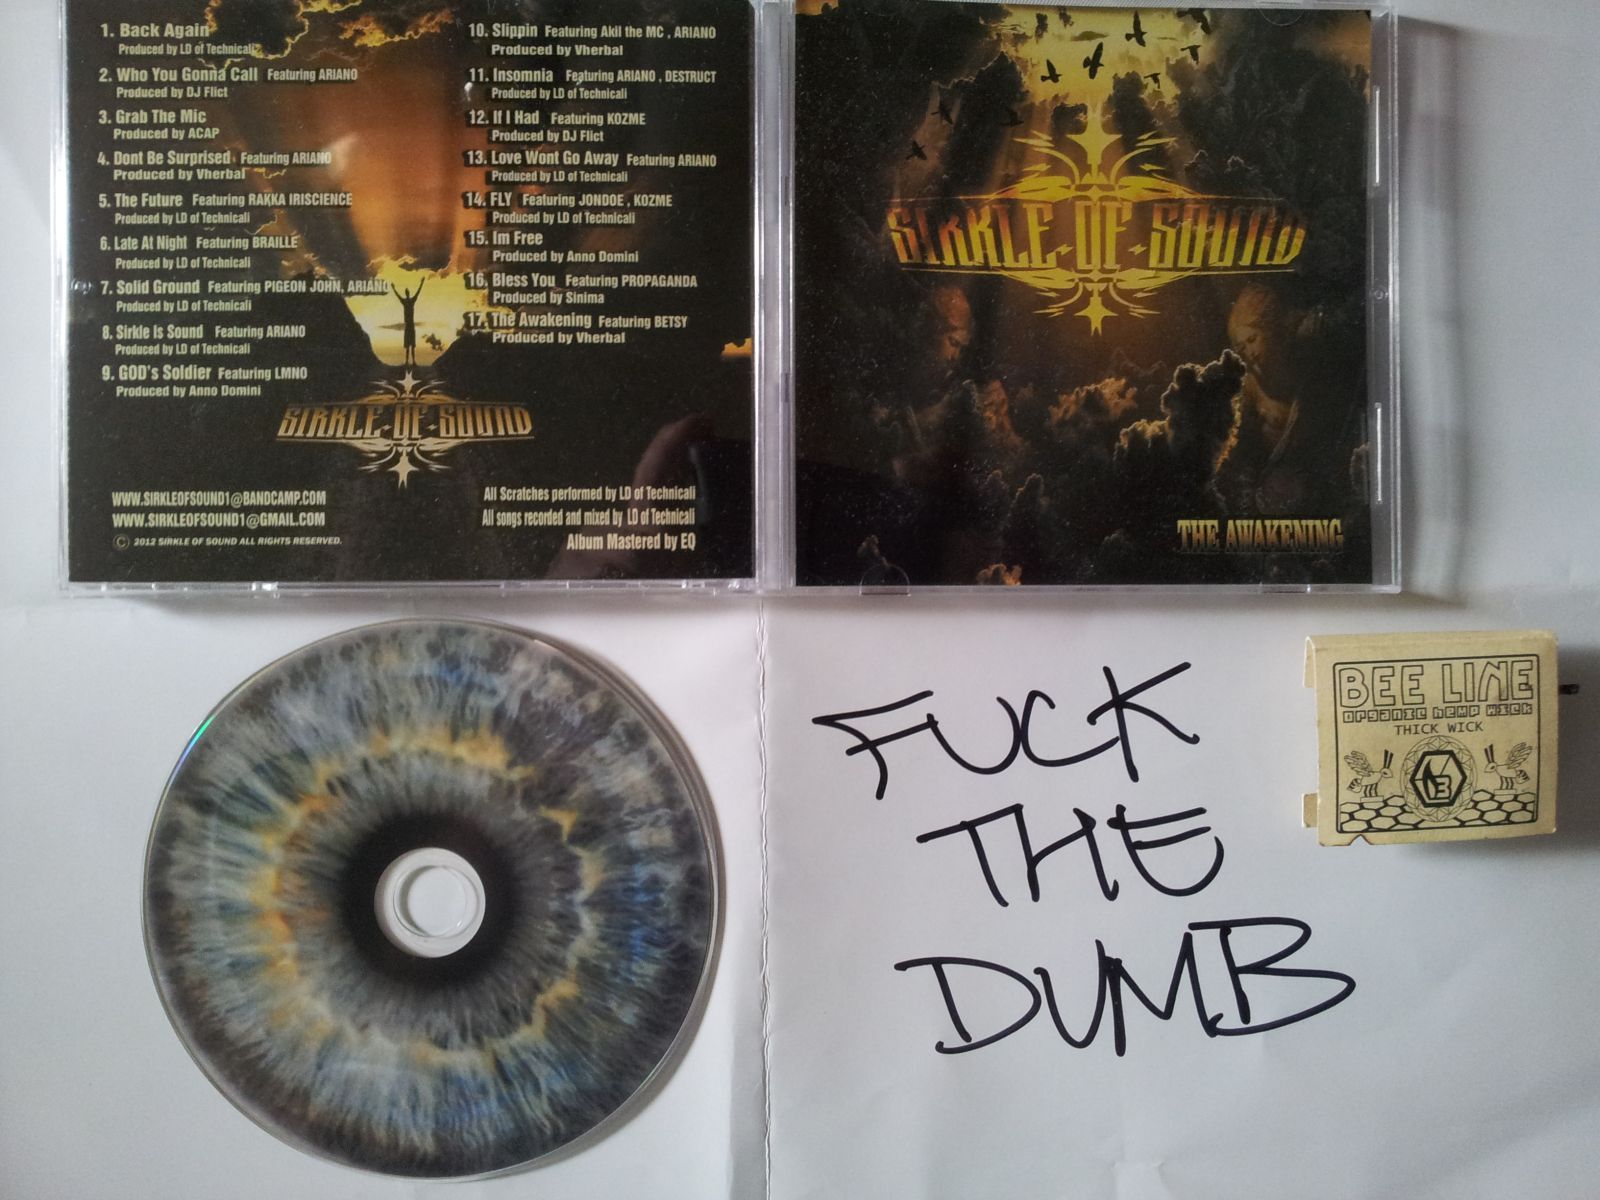 1. Back Again
Produced by LD of Technicali
2. Who You Gonna Call Featuring ARIANO
Produced by DJ Flict
3. Grab The Mic
Produced by ACAP
4. Dont Be Surprised Featuring ARIANO
Produced by Vherbal
5. The Future Featuring RAKKA IRISCIENCE
Produced by LD of Technicali
6. Late At Night Featuring BRAILLE
Produced by LD of Technicali
7. Solid Ground Featuring PIGEON JOHN, ARIANO
Produced by LD of Technicali
8. Sirkle Is Sound Featuring ARIANO
Produced by LD of Technicali
9. GOD's Soldier Featuring LMNO
Produced by Anno Domini
10. Slippin Featuring Akil the MC , ARIANO
Produced by Vherbal
11. Insomnia Featuring ARIANO , DESTRUCT
Produced by LD of Technicali
12. If I Had Featuring KOZME
Produced by DJ Flict
13. Love Wont Go Away Featuring ARIANO
Produced by LD of Technicali
14. FLY Featuring JONDOE , KOZME
Produced by LD of Technicali
15. Im Free
Produced by Anno Domini
16. Bless You Featuring PROPAGANDA
Produced by Sinima
17. The Awakening Featuring BETSY
Produced by Vherbal
SIRKLE OF SOUND
WWW.SIRKLEOFSOUND1@BANDCAMP.COM
WWW.SIRKLEOFSOUND1@GMAIL.COM
© 2012 SIRKLE OF SOUND ALL RIGHTS RESERVED.
All Scratches performed by LD of Technicali
All songs recorded and mixed by LD of Technicali
Album Mastered by EQ
SIRKLE OF SOUND
THE AWAKENING
FUCK
THE
DUMB
BEE LINE
organic hemp wick
THICK WICK
B